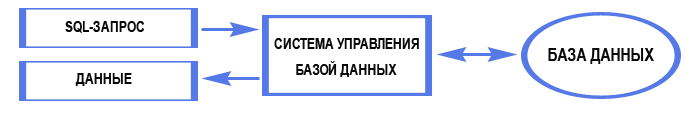 SQL-ЗАПРОС
ДАННЫЕ
СИСТЕМА УПРАВЛЕНИЯ
БАЗОЙ ДАННЫХ
БАЗА ДАННЫХ